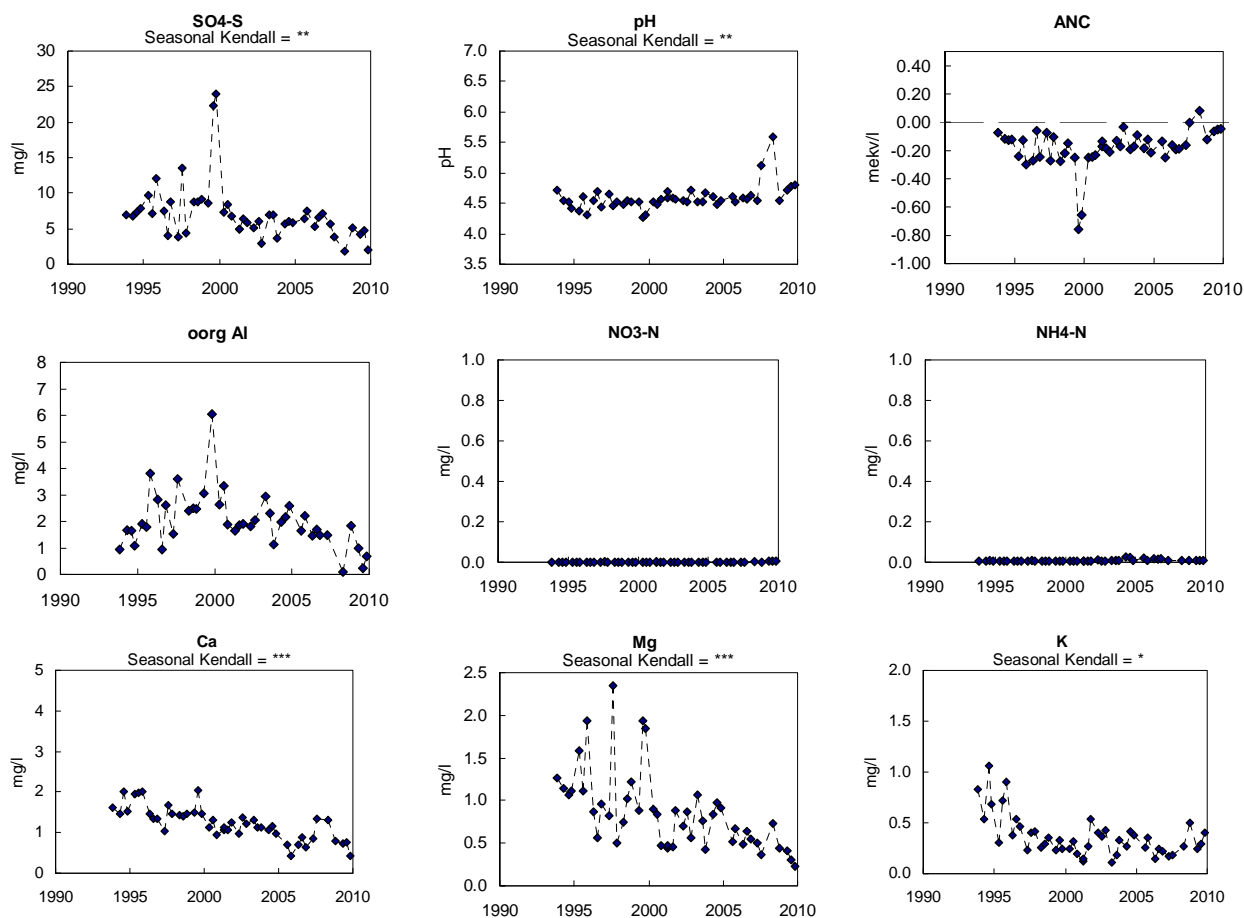 SO4-S
Seasonal Kendall = **
30
25
20
15
10
5
0
mg/l
1990 1995 2000 2005 2010
pH
Seasonal Kendall = **
7.0
6.5
6.0
5.5
5.0
4.5
4.0
3.5
pH
1990 1995 2000 2005 2010
ANC
0.40
0.20
0.00
-0.20
-0.40
-0.60
-0.80
-1.00
mekv/l
1990 1995 2000 2005 2010
oorg Al
8
7
6
5
4
3
2
1
0
mg/l
1990 1995 2000 2005 2010
NO3-N
1.0
0.8
0.6
0.4
0.2
0.0
mg/l
1990 1995 2000 2005 2010
NH4-N
1.0
0.8
0.6
0.4
0.2
0.0
mg/l
1990 1995 2000 2005 2010
Ca
Seasonal Kendall = ***
5
4
3
2
1
0
mg/l
1990 1995 2000 2005 2010
Mg
Seasonal Kendall = ***
2.5
2.0
1.5
1.0
0.5
0.0
mg/l
1990 1995 2000 2005 2010
K
Seasonal Kendall = *
2.0
1.5
1.0
0.5
0.0
mg/l
1990 1995 2000 2005 2010